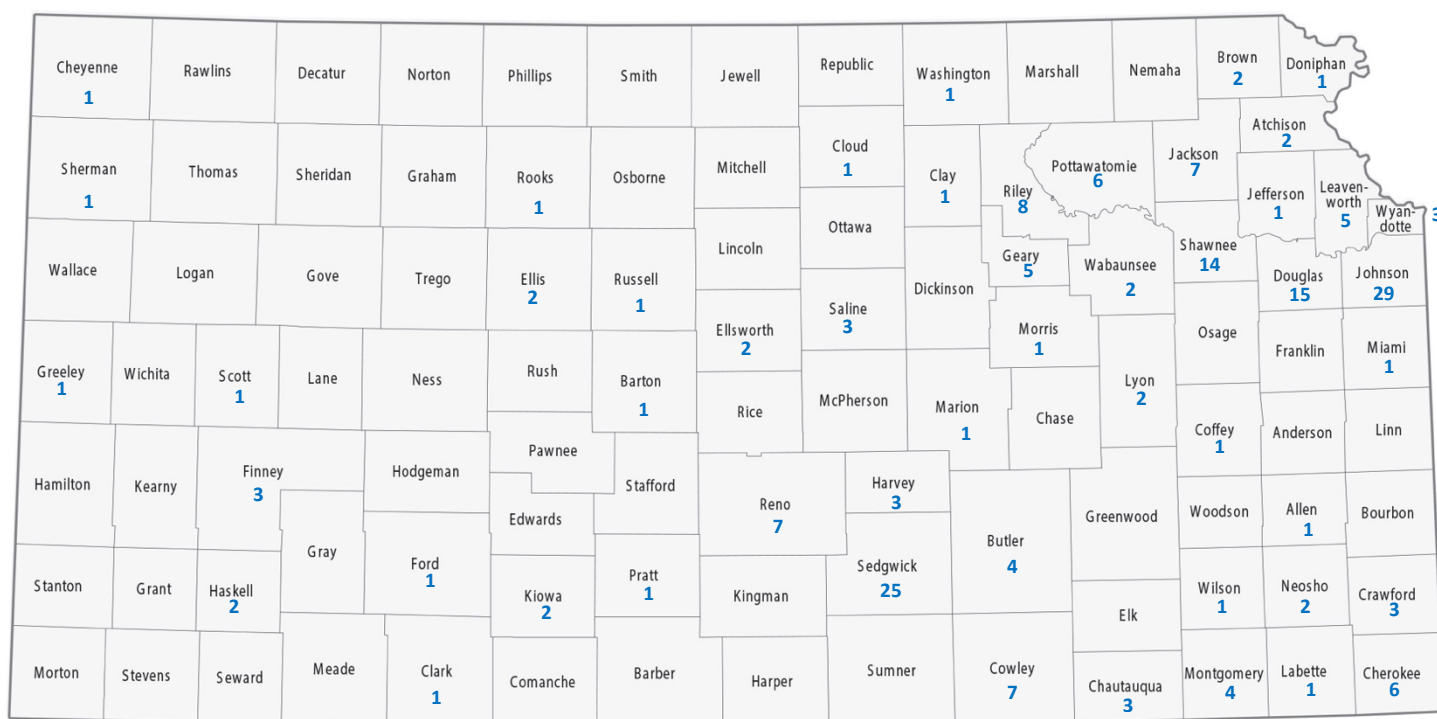 Cheyenne
1
Rawlins
Decatur
Norton
Phillips
Smith
Jewell
Republic
Washington
1
Marshall
Nemaha
Brown
2
Doniphan
1
Sherman
1
Thomas
Sheridan
Graham
Rooks
1
Osborne
Mitchell
Cloud
1
Clay
1
Riley
8
Pottawatomie
6
Jackson
7
Atchison
2
Jefferson
1
Leaven-
worth
5
Wyan-
dotte
Wallace
Logan
Gove
Trego
Ellis
2
Russell
1
Lincoln
Ottawa
Dickinson
Geary
5
Wabaunsee
2
Shawnee
14
Douglas
15
Johnson
29
Ellsworth
2
Saline
3
Morris
1
Osage
Franklin
Miami
1
Greeley
1
Wichita
Scott
1
Lane
Ness
Rush
Barton
1
Rice
McPherson
Marion
1
Chase
Lyon
2
Coffey
1
Anderson
Linn
Hamilton
Kearny
Finney
3
Hodgeman
Pawnee
Stafford
Edwards
Reno
7
Harvey
3
Sedgwick
25
Butler
4
Greenwood
Woodson
Allen
1
Bourbon
Stanton
Grant
Haskell
2
Gray
Ford
1
Kiowa
2
Pratt
1
Kingman
Elk
Wilson
1
Neosho
2
Crawford
3
Morton
Stevens
Seward
Meade
Clark
1
Comanche
Barber
Harper
Sumner
Cowley
7
Chautauqua
3
Montgomery
4
Labette
1
Cherokee
6